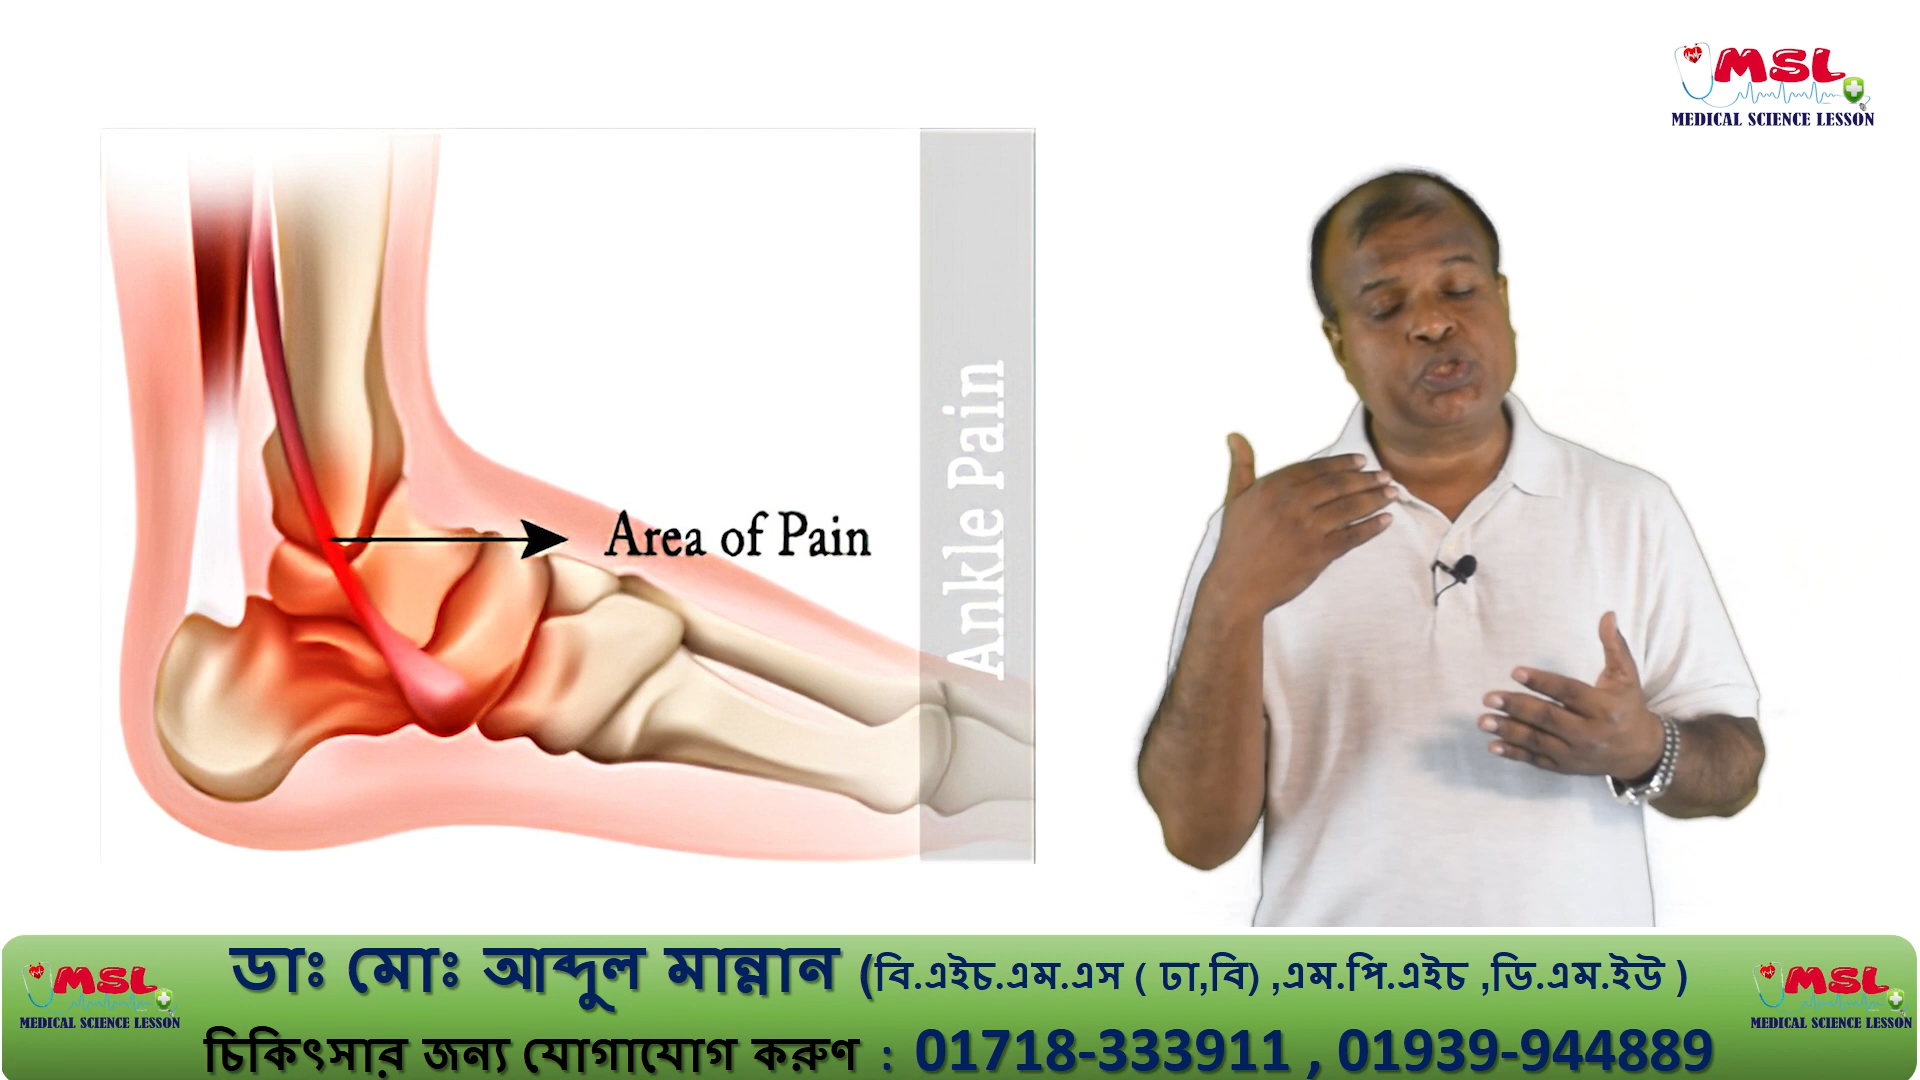 MSL
MEDICAL SCIENCE LESSON
Area of Pain
Ankle Pain
ডাঃ মোঃ আব্দুল মান্নান (বি.এইচ.এম.এস ( ঢা,বি) ,এম.পি.এইচ ,ডি.এম.ইউ )
চিকিৎসার জন্য যোগাযোগ করুণ : 01718-333911 , 01939-944889
MSL
MEDICAL SCIENCE LESSON
MSL
MEDICAL SCIENCE LESSON